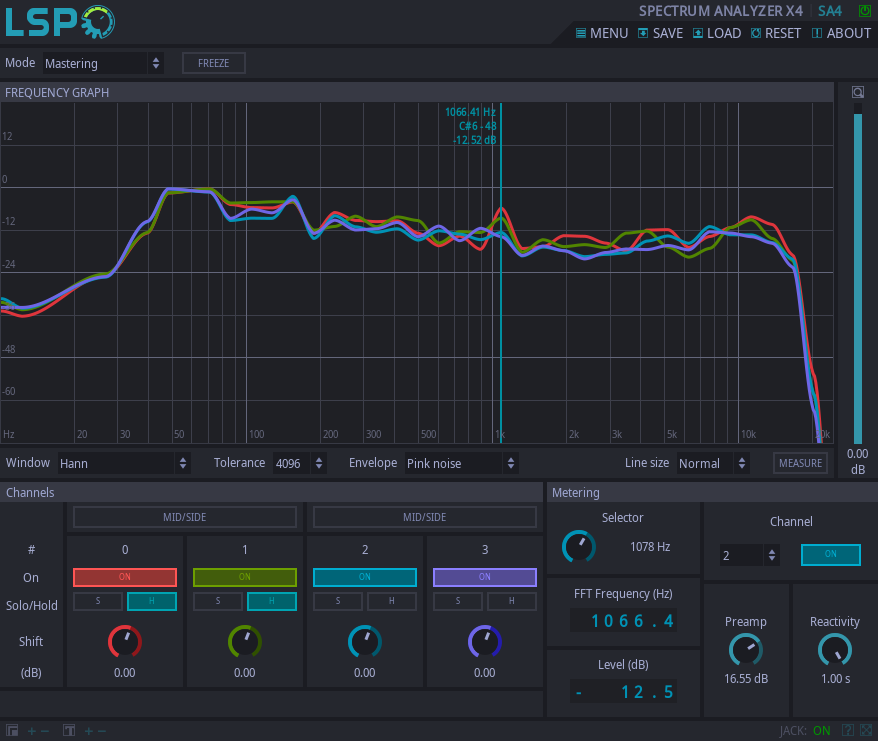 LSP
SPECTRUM ANALYZER X4 SA4
MENU SAVE LOAD RESET ABOUT
Mode Mastering FREEZE
FREQUENCY GRAPH
1066.41 Hz
C#6 - 48
-12.52 dB
12
0
-12
-24
-48
-60
Hz 20 30 50 100 200 300 500 1k 2k 3k 5k 10k 20k
0.00
dB
Window Hann Tolerance 4096 Envelope Pink noise Line size Normal MEASURE
Channels
MID/SIDE MID/SIDE
# 0 1 2 3
On ON ON ON ON
Solo/Hold S H S H S H S H
Shift
(dB) 0.00 0.00 0.00 0.00
Metering
Selector
1078 Hz
Channel
2 ON
FFT Frequency (Hz)
1066.4
Level (dB)
- 12.5
Preamp Reactivity
16.55 dB 1.00 s
+ − T + − JACK: ON ?